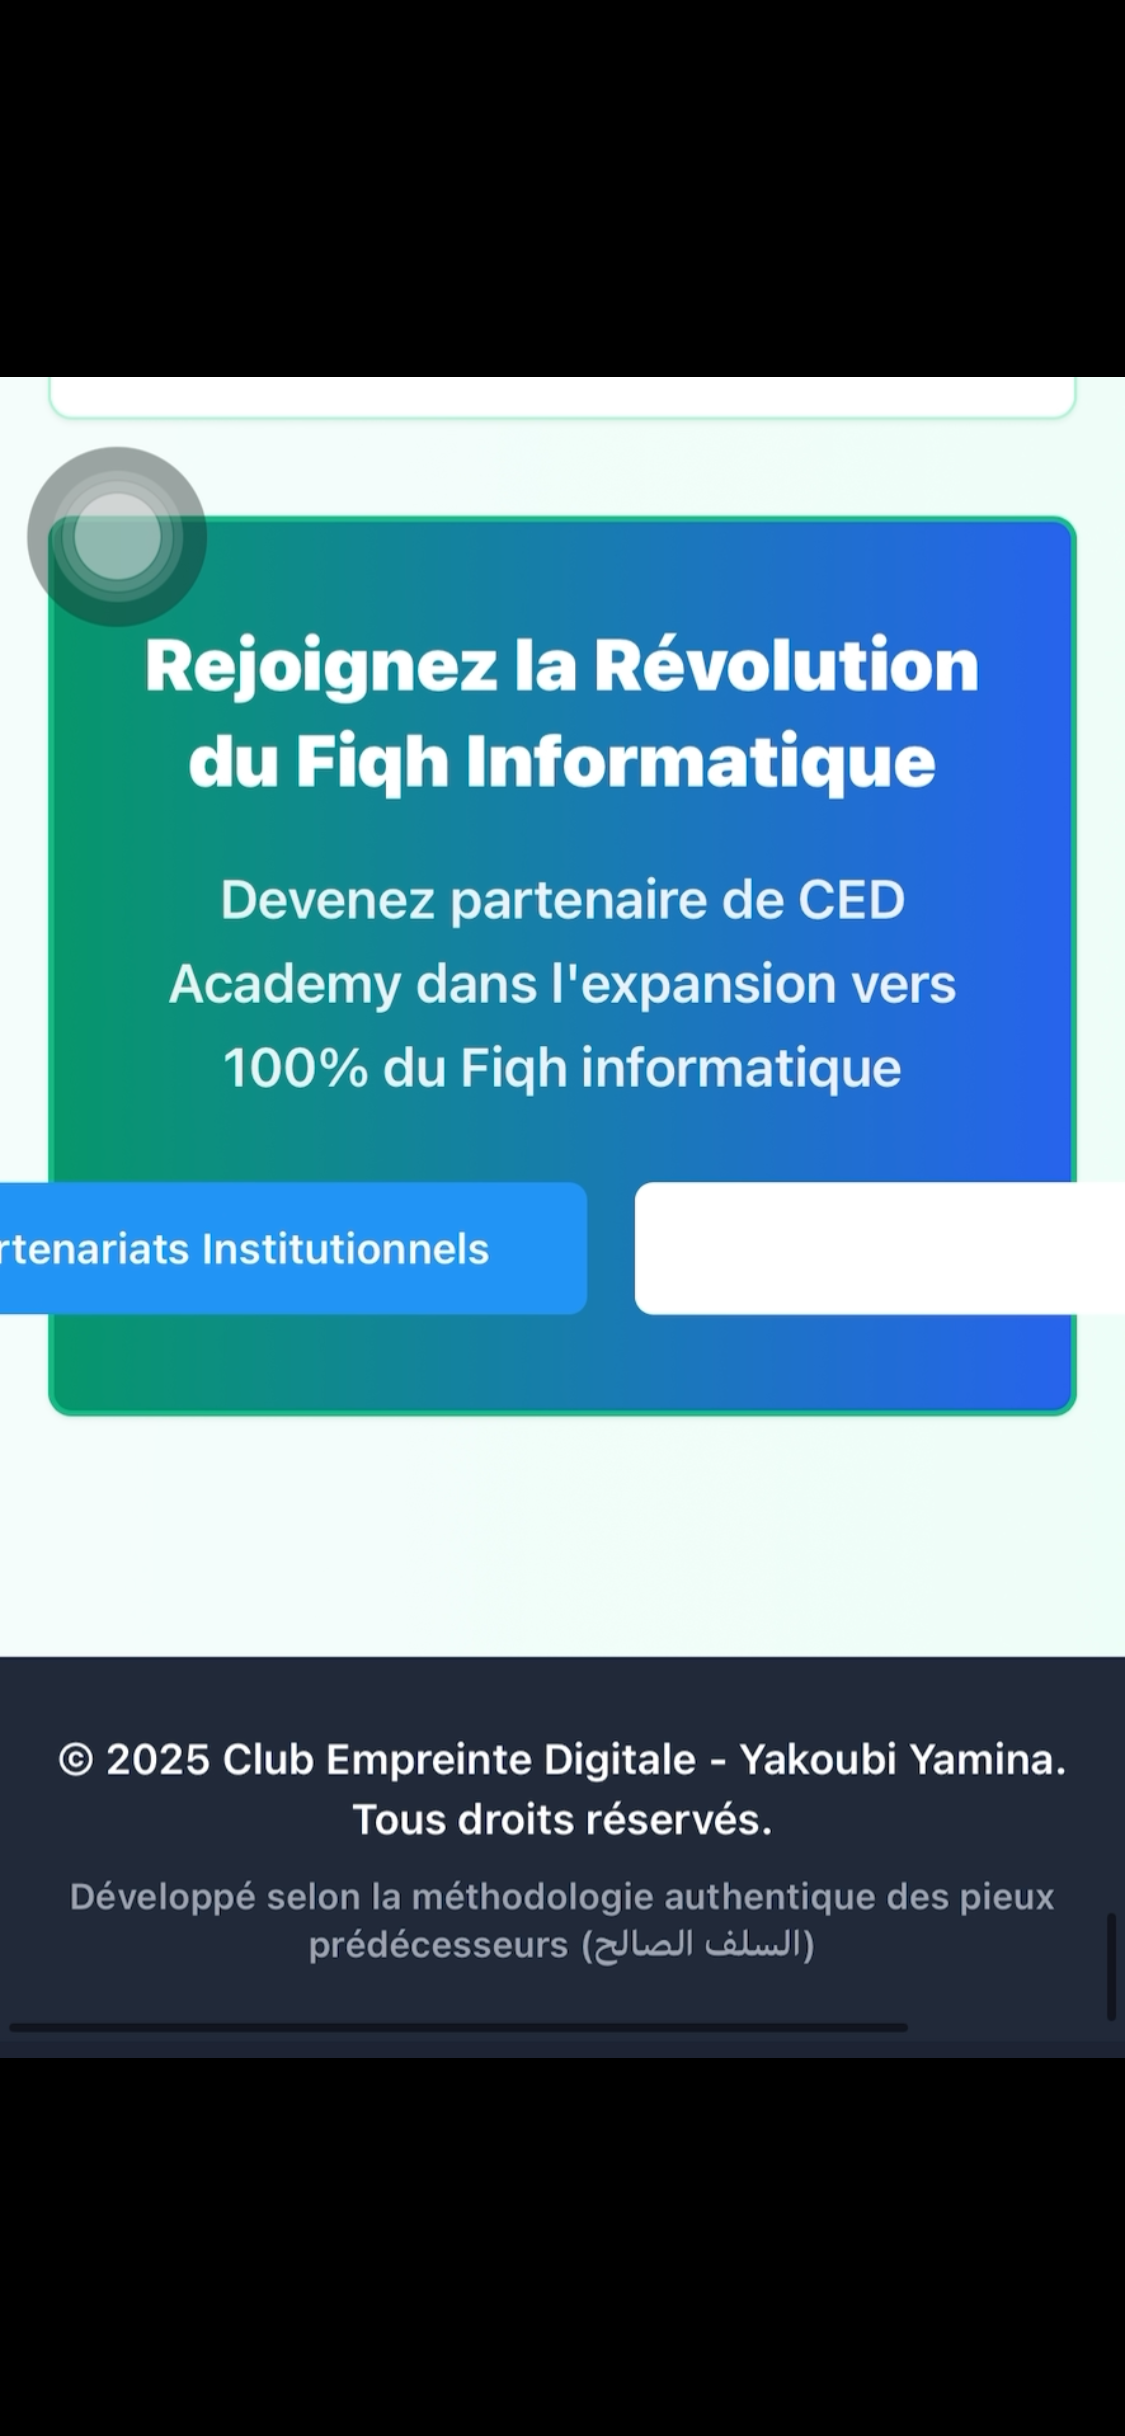 Rejoignez la Révolution
du Fiqh Informatique
Devenez partenaire de CED
Academy dans l'expansion vers
100% du Fiqh informatique
rtenariats Institutionnels
© 2025 Club Empreinte Digitale - Yakoubi Yamina.
Tous droits réservés.
Développé selon la méthodologie authentique des pieux
prédécesseurs (السلف الصالح)